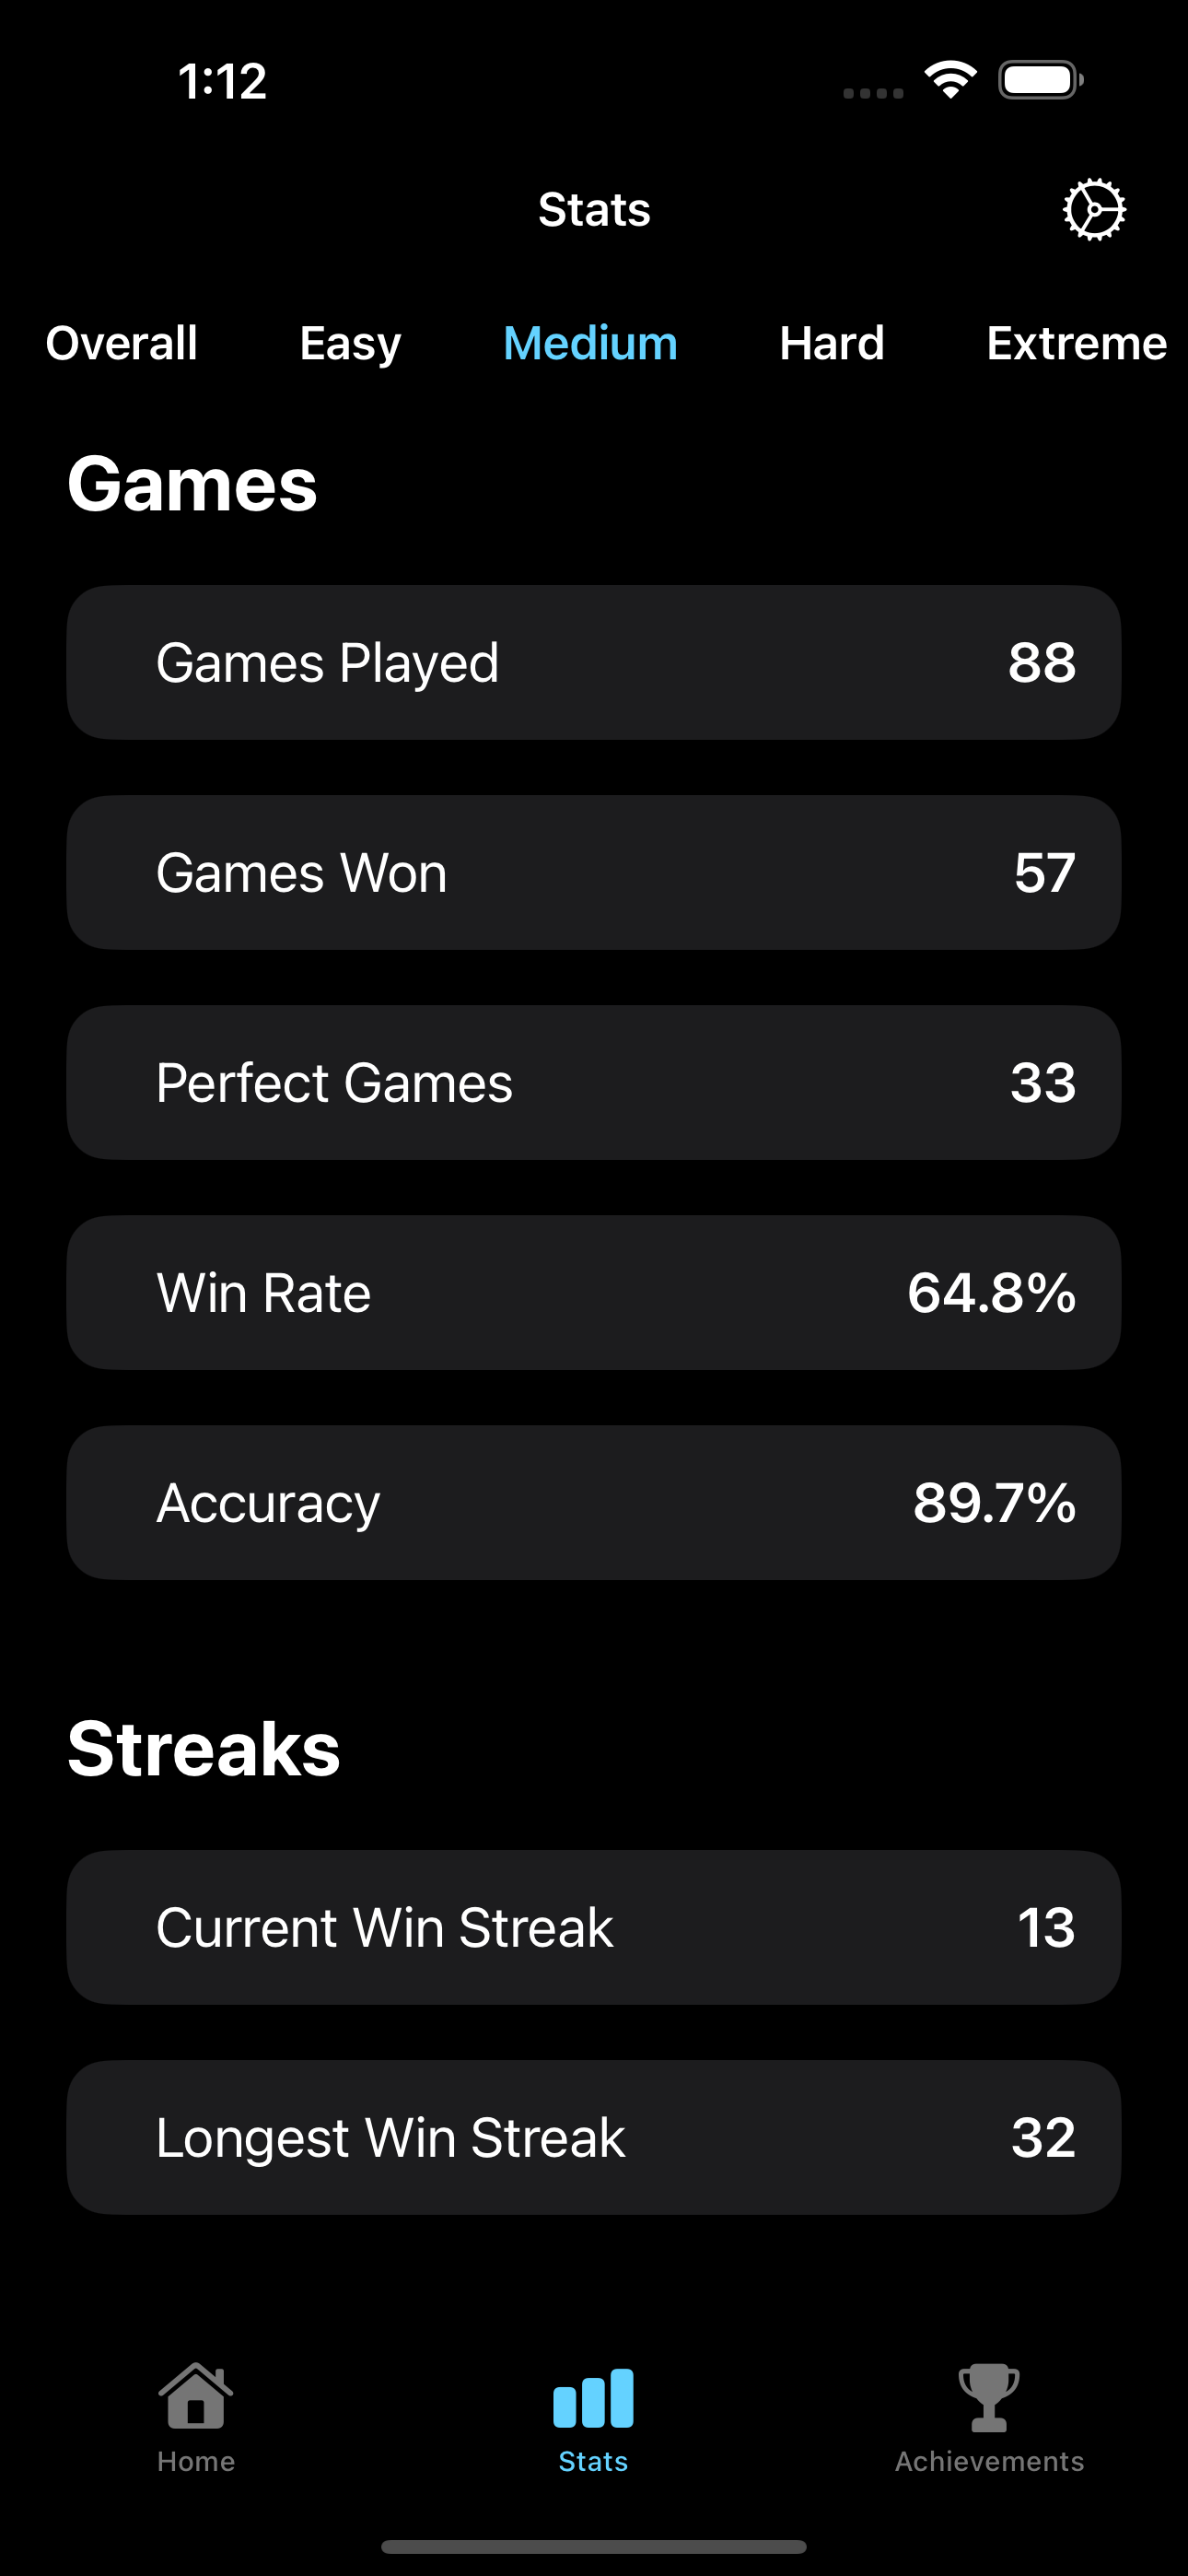 1:12
Stats
Overall Easy Medium Hard Extreme
Games
Games Played 88
Games Won 57
Perfect Games 33
Win Rate 64.8%
Accuracy 89.7%
Streaks
Current Win Streak 13
Longest Win Streak 32
Home Stats Achievements